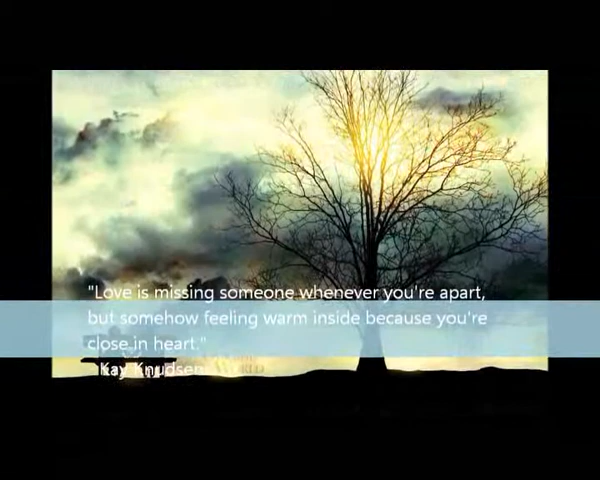 "Love is missing someone whenever you're apart,
but somehow feeling warm inside because you're
close in heart."
Kay Knudsen